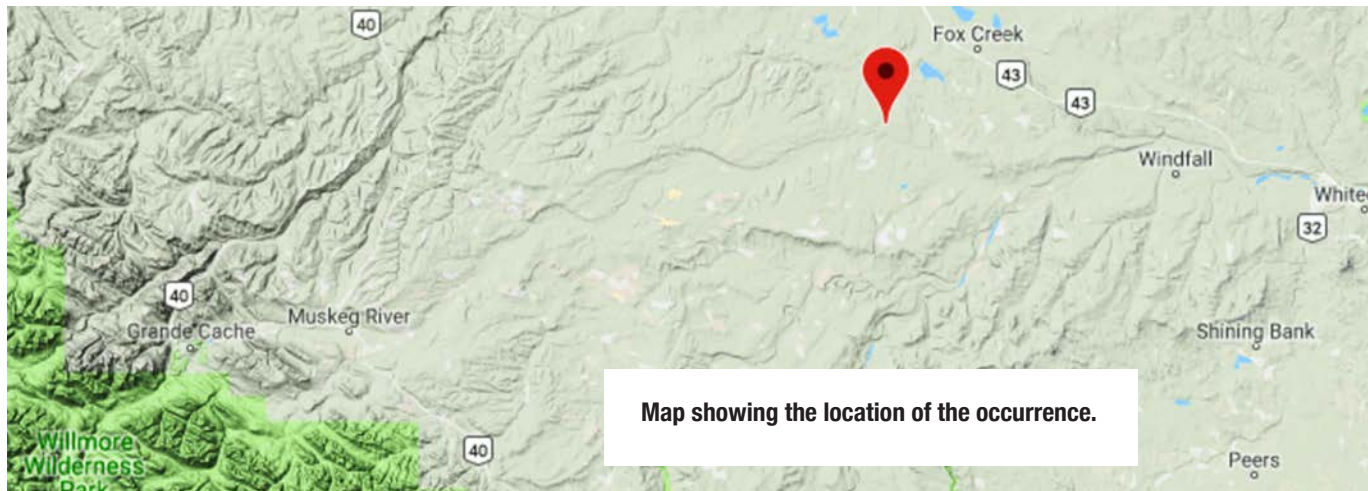 40
Fox Creek
43
43
Windfall
32
40
Grande Cache
Muskeg River
Shining Bank
Map showing the location of the occurrence.
Willmore
Wilderness
Park
40
Peers